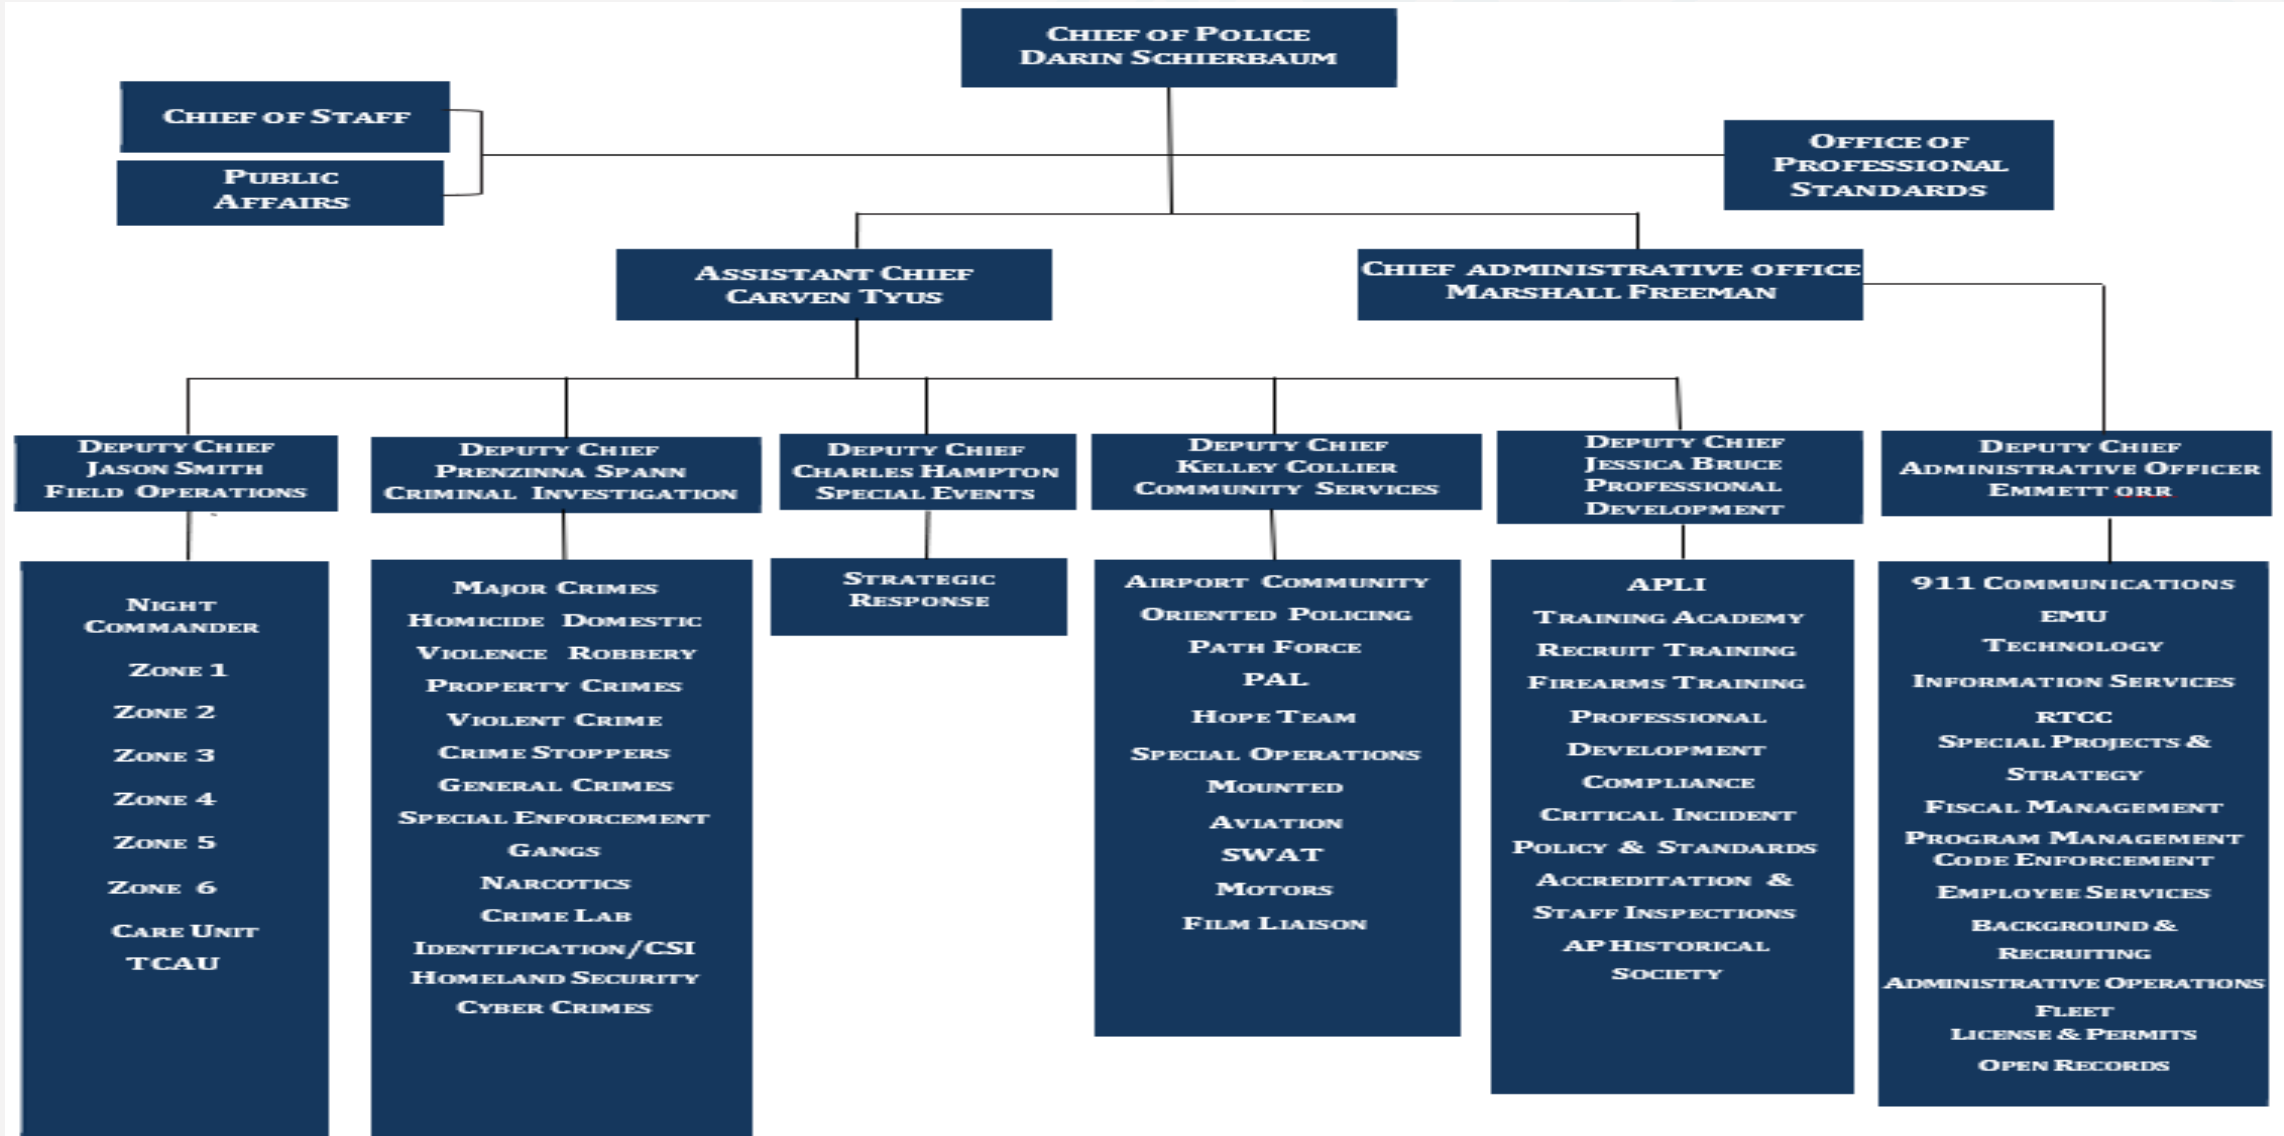 Chief of Police
Darin Schierbaum
Chief of Staff
Public
Affairs
Office of
Professional
Standards
Assistant Chief
Carven Tyus
Chief administrative office
Marshall Freeman
Deputy Chief
Jason Smith
Field Operations
Deputy Chief
Prenzinna Spann
Criminal Investigation
Deputy Chief
Charles Hampton
Special Events
Deputy Chief
Kelley Collier
Community Services
Deputy Chief
Jessica Bruce
Professional
Development
Deputy Chief
Administrative Officer
Emmett orr
Night
Commander
Zone 1
Zone 2
Zone 3
Zone 4
Zone 5
Zone 6
Care Unit
TCAU
Major Crimes
Homicide Domestic
Violence Robbery
Property Crimes
Violent Crime
Crime Stoppers
General Crimes
Special Enforcement
Gangs
Narcotics
Crime Lab
Identification/CSI
Homeland Security
Cyber Crimes
Strategic
Response
Airport Community
Oriented Policing
Path Force
PAL
Hope Team
Special Operations
Mounted
Aviation
SWAT
Motors
Film Liaison
APLI
Training Academy
Recruit Training
Firearms Training
Professional
Development
Compliance
Critical Incident
Policy & Standards
Accreditation &
Staff Inspections
AP Historical
Society
911 Communications
EMU
Technology
Information Services
RTCC
Special Projects &
Strategy
Fiscal Management
Program Management
Code Enforcement
Employee Services
Background &
Recruiting
Administrative Operations
Fleet
License & Permits
Open Records